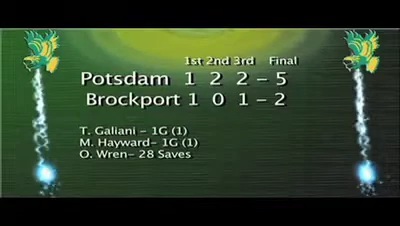 1st 2nd 3rd Final
Potsdam 1 2 2 – 5
Brockport 1 0 1 – 2
T. Galiani– 1G (1)
M. Hayward– 1G (1)
O. Wren– 28 Saves